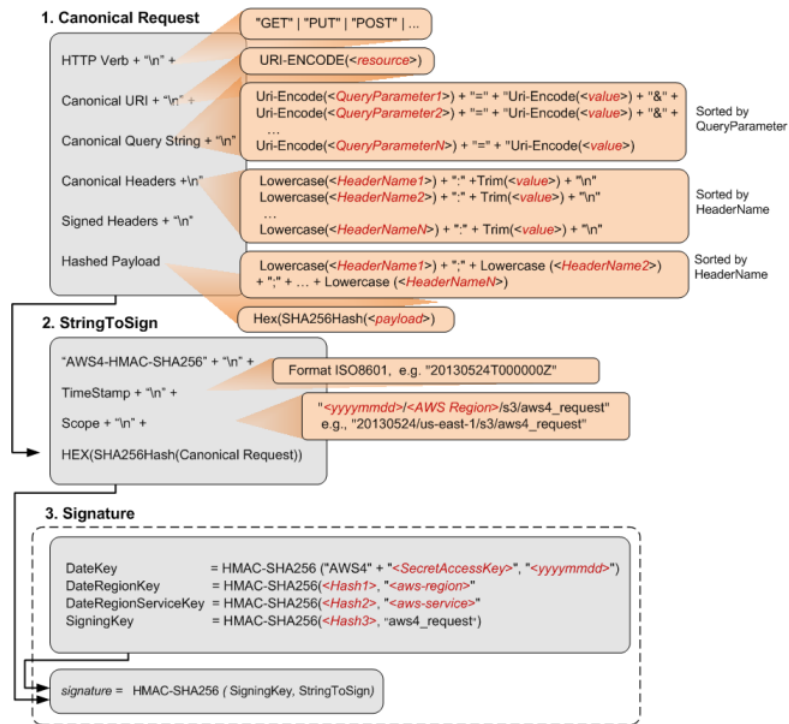 1. Canonical Request
"GET" | "PUT" | "POST" | ...
HTTP Verb + “\n” +
URI-ENCODE(<resource>)
Canonical URI + “\n” +
Uri-Encode(<QueryParameter1>) + "=" + "Uri-Encode(<value>) + "&" +
Uri-Encode(<QueryParameter2>) + "=" + "Uri-Encode(<value>) + "&" +
…
Uri-Encode(<QueryParameterN>) + "=" + "Uri-Encode(<value>)
Sorted by
QueryParameter
Canonical Query String + “\n”
Canonical Headers +\n”
Lowercase(<HeaderName1>) + ":" +Trim(<value>) + "\n"
Lowercase(<HeaderName2>) + ":" + Trim(<value>) + "\n"
…
Lowercase(<HeaderNameN>) + ":" + Trim(<value>) + "\n"
Sorted by
HeaderName
Signed Headers + “\n”
Hashed Payload
Lowercase(<HeaderName1>) + ";" + Lowercase (<HeaderName2>)
+ ";" + … + Lowercase (<HeaderNameN>)
Sorted by
HeaderName
Hex(SHA256Hash(<payload>)
2. StringToSign
“AWS4-HMAC-SHA256” + “\n” +
Format ISO8601, e.g. "20130524T000000Z"
TimeStamp + “\n” +
"<yyyymmdd>/<AWS Region>/s3/aws4_request"
e.g., "20130524/us-east-1/s3/aws4_request"
Scope + “\n” +
HEX(SHA256Hash(Canonical Request))
3. Signature
DateKey = HMAC-SHA256 ("AWS4" + "<SecretAccessKey>", "<yyyymmdd>")
DateRegionKey = HMAC-SHA256(<Hash1>, "<aws-region>"
DateRegionServiceKey = HMAC-SHA256(<Hash2>, "<aws-service>"
SigningKey = HMAC-SHA256(<Hash3>, "aws4_request")
signature = HMAC-SHA256 ( SigningKey, StringToSign)